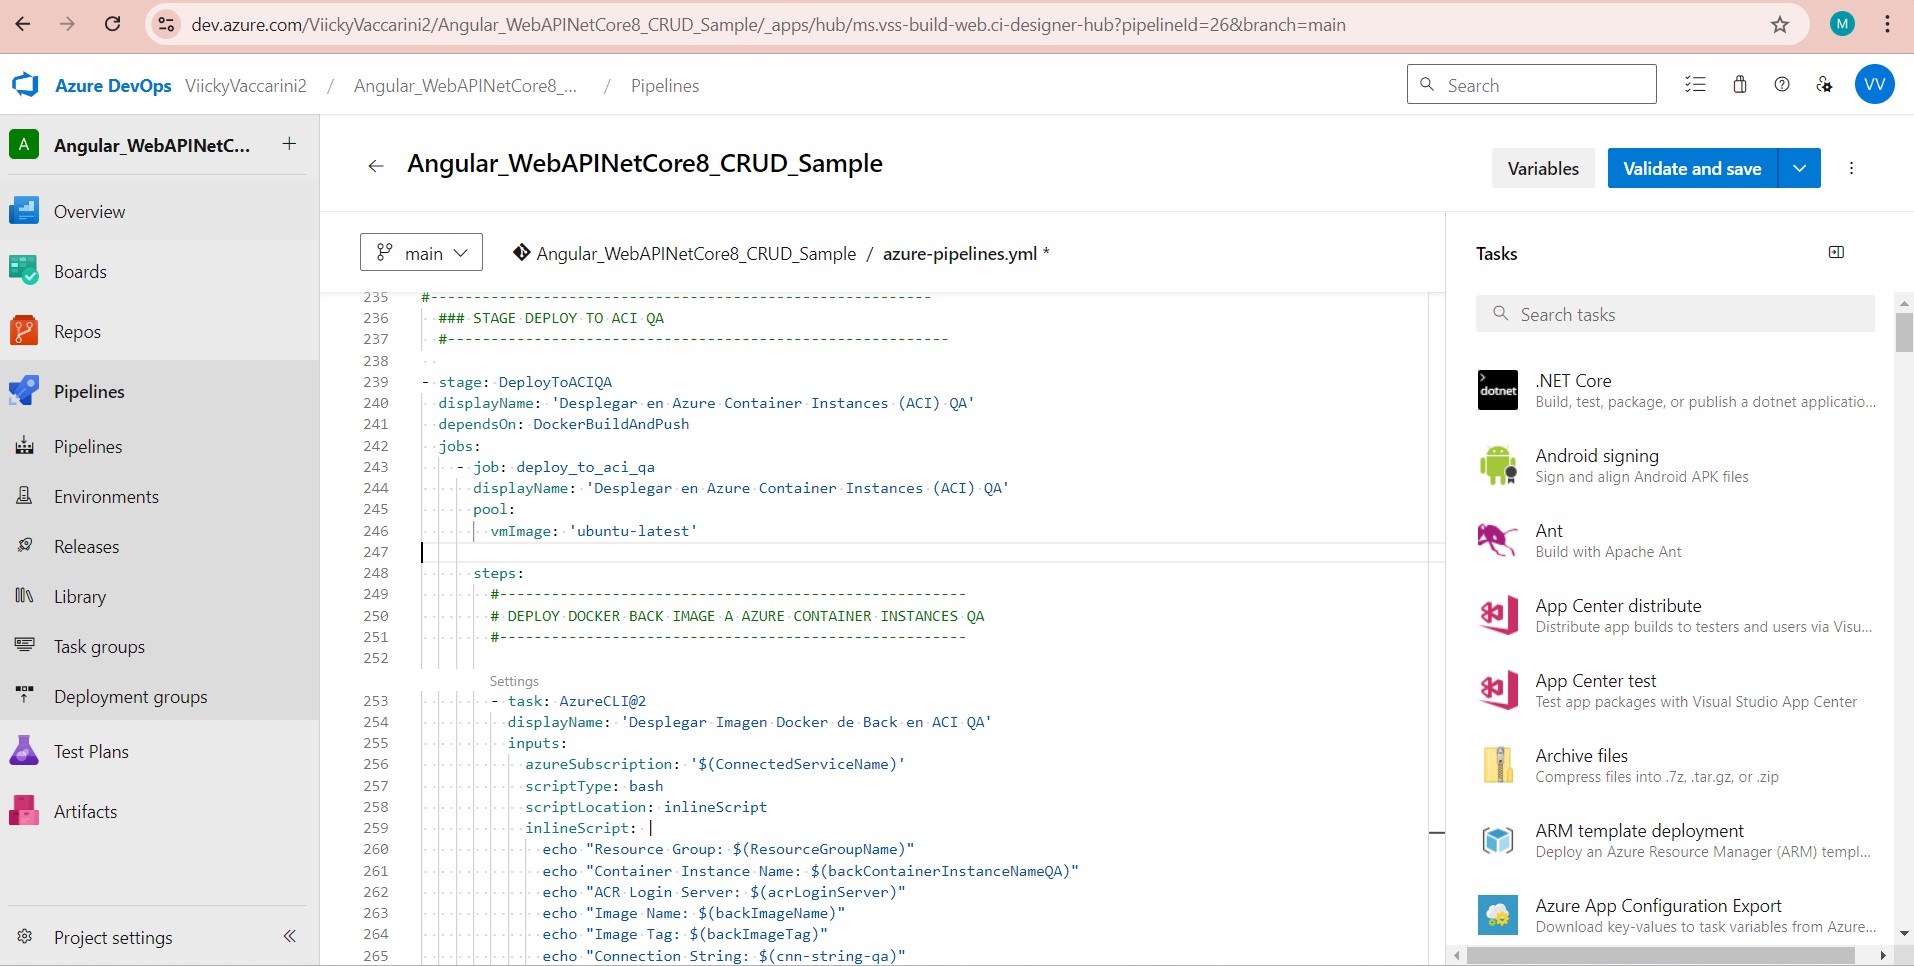 dev.azure.com/ViickyVaccarini2/Angular_WebAPINetCore8_CRUD_Sample/_apps/hub/ms.vss-build-web.ci-designer-hub?pipelineId=26&branch=main
M
Azure DevOps ViickyVaccarini2 / Angular_WebAPINetCore8_... / Pipelines
Search
VV
A Angular_WebAPINetC... +
Overview
Boards
Repos
Pipelines
Pipelines
Environments
Releases
Library
Task groups
Deployment groups
Test Plans
Artifacts
Project settings
Angular_WebAPINetCore8_CRUD_Sample
Variables
Validate and save
main
Angular_WebAPINetCore8_CRUD_Sample / azure-pipelines.yml *
235 #----------------------------------------------------------
236 ### STAGE DEPLOY TO ACI QA
237 #----------------------------------------------------------
238
239 - stage: DeployToACIQA
240 displayName: 'Desplegar en Azure Container Instances (ACI) QA'
241 dependsOn: DockerBuildAndPush
242 jobs:
243 - job: deploy_to_aci_qa
244 displayName: 'Desplegar en Azure Container Instances (ACI) QA'
245 pool:
246 vmImage: 'ubuntu-latest'
247
248 steps:
249 #------------------------------------------------------
250 # DEPLOY DOCKER BACK IMAGE A AZURE CONTAINER INSTANCES QA
251 #------------------------------------------------------
252
Settings
253 - task: AzureCLI@2
254 displayName: 'Desplegar Imagen Docker de Back en ACI QA'
255 inputs:
256 azureSubscription: '$(ConnectedServiceName)'
257 scriptType: bash
258 scriptLocation: inlineScript
259 inlineScript: |
260 echo "Resource Group: $(ResourceGroupName)"
261 echo "Container Instance Name: $(backContainerInstanceNameQA)"
262 echo "ACR Login Server: $(acrLoginServer)"
263 echo "Image Name: $(backImageName)"
264 echo "Image Tag: $(backImageTag)"
265 echo "Connection String: $(cnn-string-qa)"
Tasks
Search tasks
dotnet
.NET Core
Build, test, package, or publish a dotnet applicatio...
Android signing
Sign and align Android APK files
Ant
Build with Apache Ant
App Center distribute
Distribute app builds to testers and users via Visu...
App Center test
Test app packages with Visual Studio App Center
Archive files
Compress files into .7z, .tar.gz, or .zip
ARM template deployment
Deploy an Azure Resource Manager (ARM) templ...
Azure App Configuration Export
Download key-values to task variables from Azure...